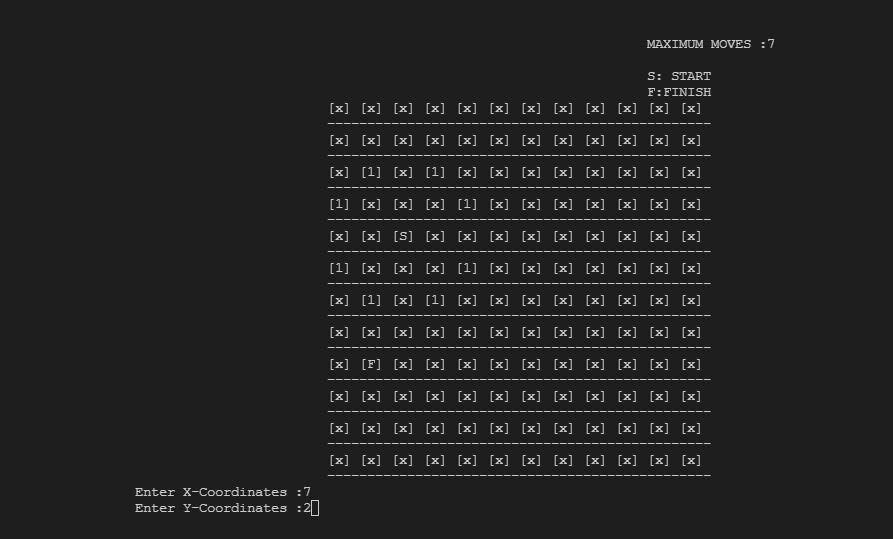 MAXIMUM MOVES :7
S: START
F:FINISH
[x] [x] [x] [x] [x] [x] [x] [x] [x] [x] [x] [x]
------------------------------------------------
[x] [x] [x] [x] [x] [x] [x] [x] [x] [x] [x] [x]
------------------------------------------------
[x] [1] [x] [1] [x] [x] [x] [x] [x] [x] [x] [x]
------------------------------------------------
[1] [x] [x] [x] [1] [x] [x] [x] [x] [x] [x] [x]
------------------------------------------------
[x] [x] [S] [x] [x] [x] [x] [x] [x] [x] [x] [x]
------------------------------------------------
[1] [x] [x] [x] [1] [x] [x] [x] [x] [x] [x] [x]
------------------------------------------------
[x] [1] [x] [1] [x] [x] [x] [x] [x] [x] [x] [x]
------------------------------------------------
[x] [x] [x] [x] [x] [x] [x] [x] [x] [x] [x] [x]
------------------------------------------------
[x] [F] [x] [x] [x] [x] [x] [x] [x] [x] [x] [x]
------------------------------------------------
[x] [x] [x] [x] [x] [x] [x] [x] [x] [x] [x] [x]
------------------------------------------------
[x] [x] [x] [x] [x] [x] [x] [x] [x] [x] [x] [x]
------------------------------------------------
[x] [x] [x] [x] [x] [x] [x] [x] [x] [x] [x] [x]
------------------------------------------------
Enter X-Coordinates :7
Enter Y-Coordinates :2